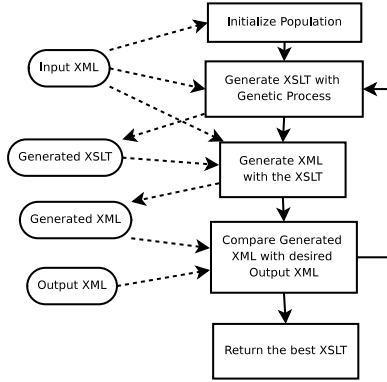 Initialize Population
Input XML
Generate XSLT with
Genetic Process
Generated XSLT
Generate XML
with the XSLT
Generated XML
Compare Generated
XML with desired
Output XML
Output XML
Return the best XSLT